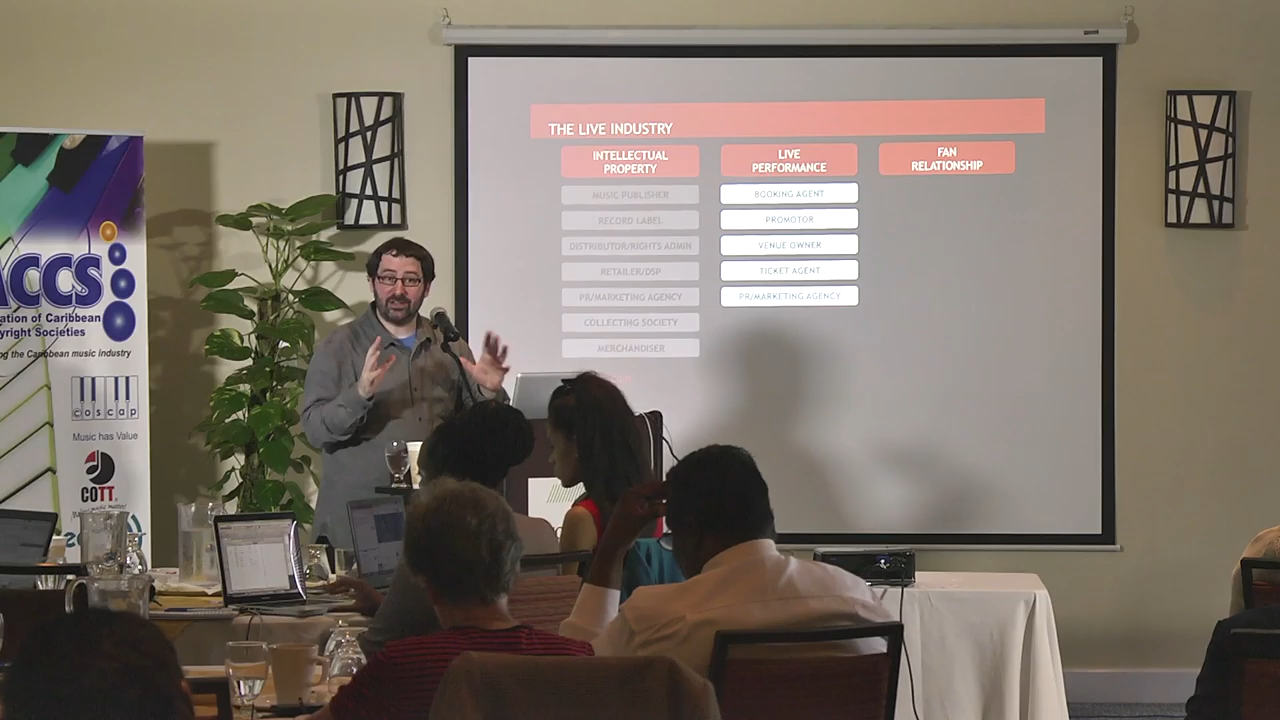 THE LIVE INDUSTRY
INTELLECTUAL
PROPERTY
MUSIC PUBLISHER
RECORD LABEL
DISTRIBUTOR/RIGHTS ADMIN
RETAILER/DSP
PR/MARKETING AGENCY
COLLECTING SOCIETY
MERCHANDISER
LIVE
PERFORMANCE
BOOKING AGENT
PROMOTOR
VENUE OWNER
TICKET AGENT
PR/MARKETING AGENCY
FAN
RELATIONSHIP
ACCS
ation of Caribbean
yright Societies
og the Caribbean music industry
coscap
Music has Value
COTT